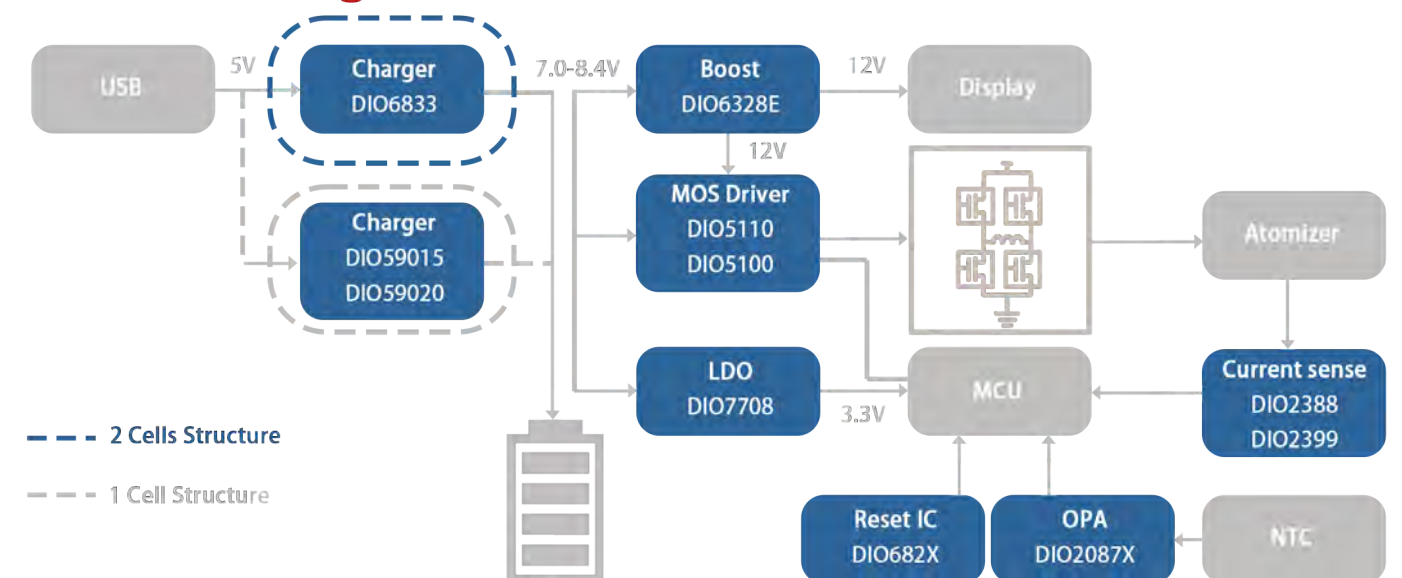 USB
5V
Charger
DIO6833
7.0-8.4V
Boost
DIO6328E
12V
Display
12V
Charger
DIO59015
DIO59020
MOS Driver
DIO5110
DIO5100
Atomizer
LDO
DIO7708
3.3V
MCU
Current sense
DIO2388
DIO2399
2 Cells Structure
1 Cell Structure
Reset IC
DIO682X
OPA
DIO2087X
NTC